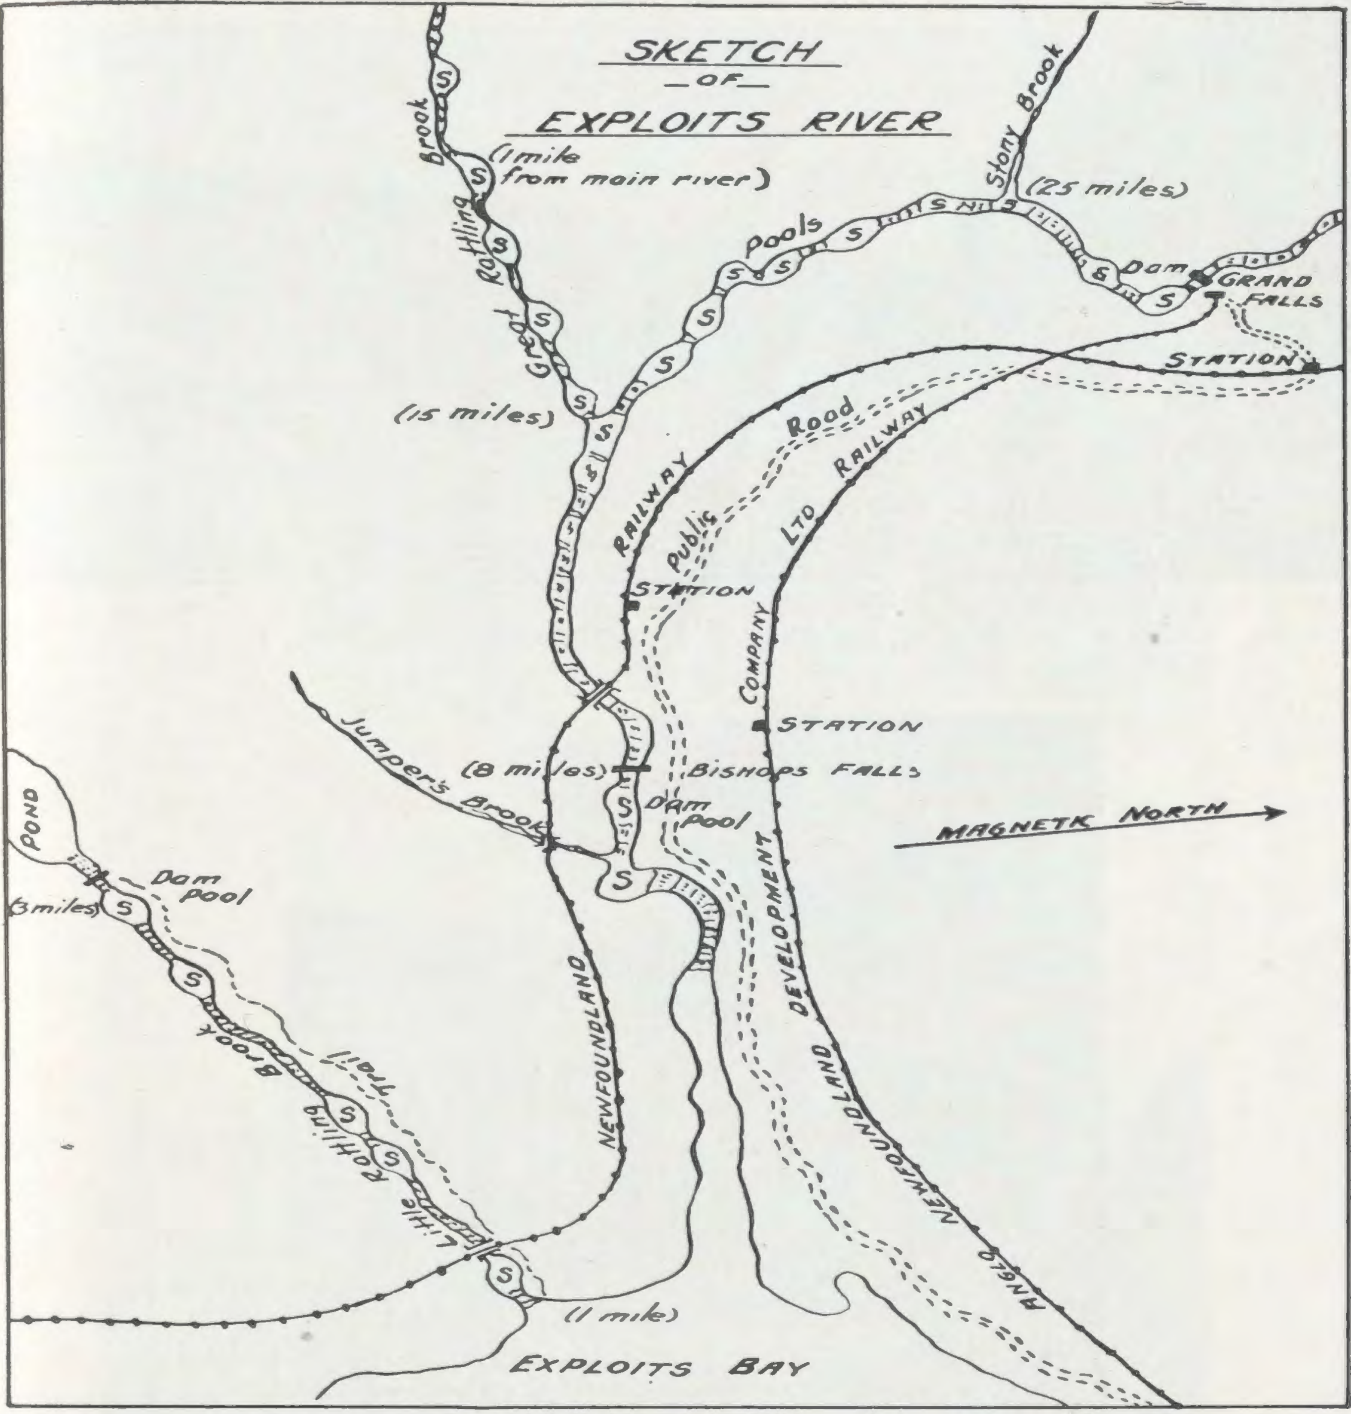 SKETCH
OF
EXPLOITS RIVER
Stony Brook
(25 miles)
Great Rattling Brook
(1 mile
from main river)
S
S
S
S
S
Pools
S
S
S
S
S
S
S
S
S
S
Dam
GRAND
FALLS
STATION
(15 miles)
S
S
Public Road
STATION
STATION
NEWFOUNDLAND RAILWAY
ANGLO NEWFOUNDLAND DEVELOPMENT COMPANY LTD RAILWAY
Jumper's Brook
(8 miles)
BISHOPS FALLS
S
Dam
Pool
S
MAGNETIC NORTH
POND
Dam
Pool
(3 miles)
S
S
S
S
S
Trail
Little Rattling Brook
(1 mile)
EXPLOITS BAY